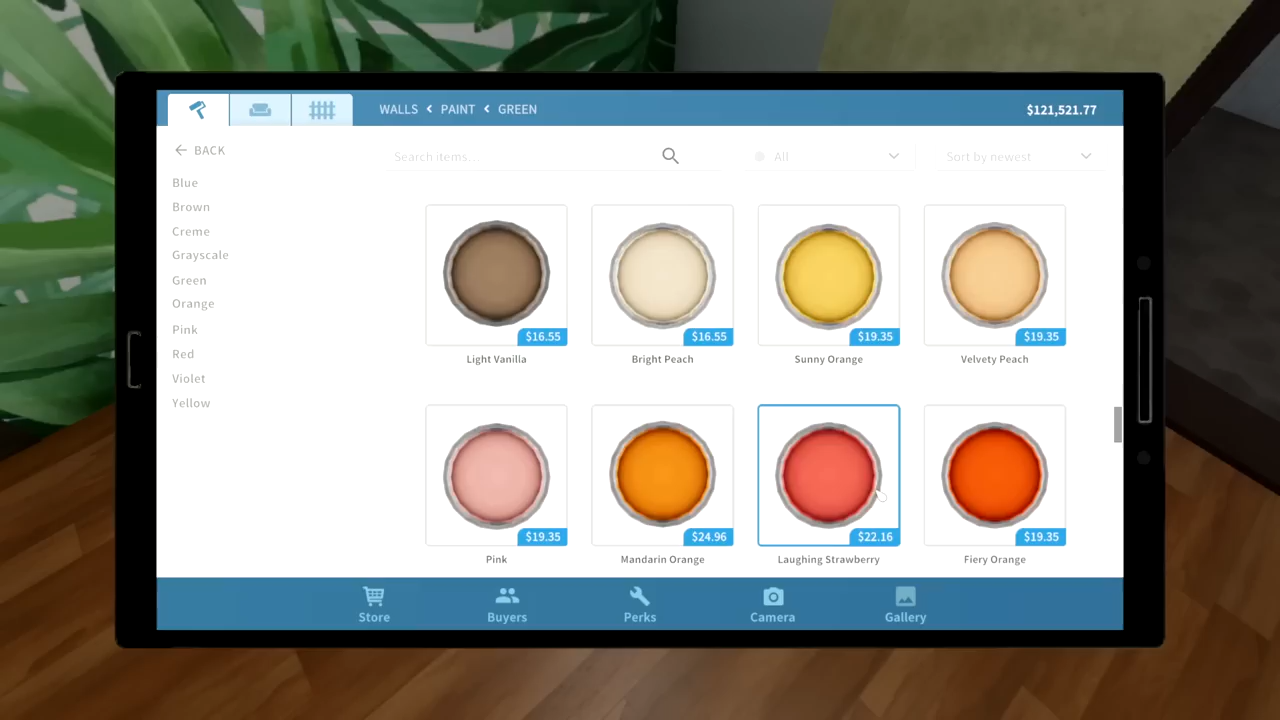 WALLS < PAINT < GREEN
$121,521.77
BACK
Search items...
All
Sort by newest
Blue
Brown
Creme
Grayscale
Green
Orange
Pink
Red
Violet
Yellow
$16.55
$16.55
$19.35
$19.35
Light Vanilla
Bright Peach
Sunny Orange
Velvety Peach
$19.35
$24.96
$22.16
$19.35
Pink
Mandarin Orange
Laughing Strawberry
Fiery Orange
Store
Buyers
Perks
Camera
Gallery